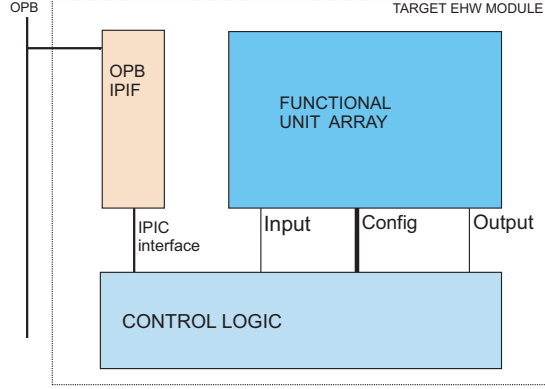 OPB
TARGET EHW MODULE
OPB
IPIF
FUNCTIONAL
UNIT ARRAY
IPIC
interface
Input
Config
Output
CONTROL LOGIC